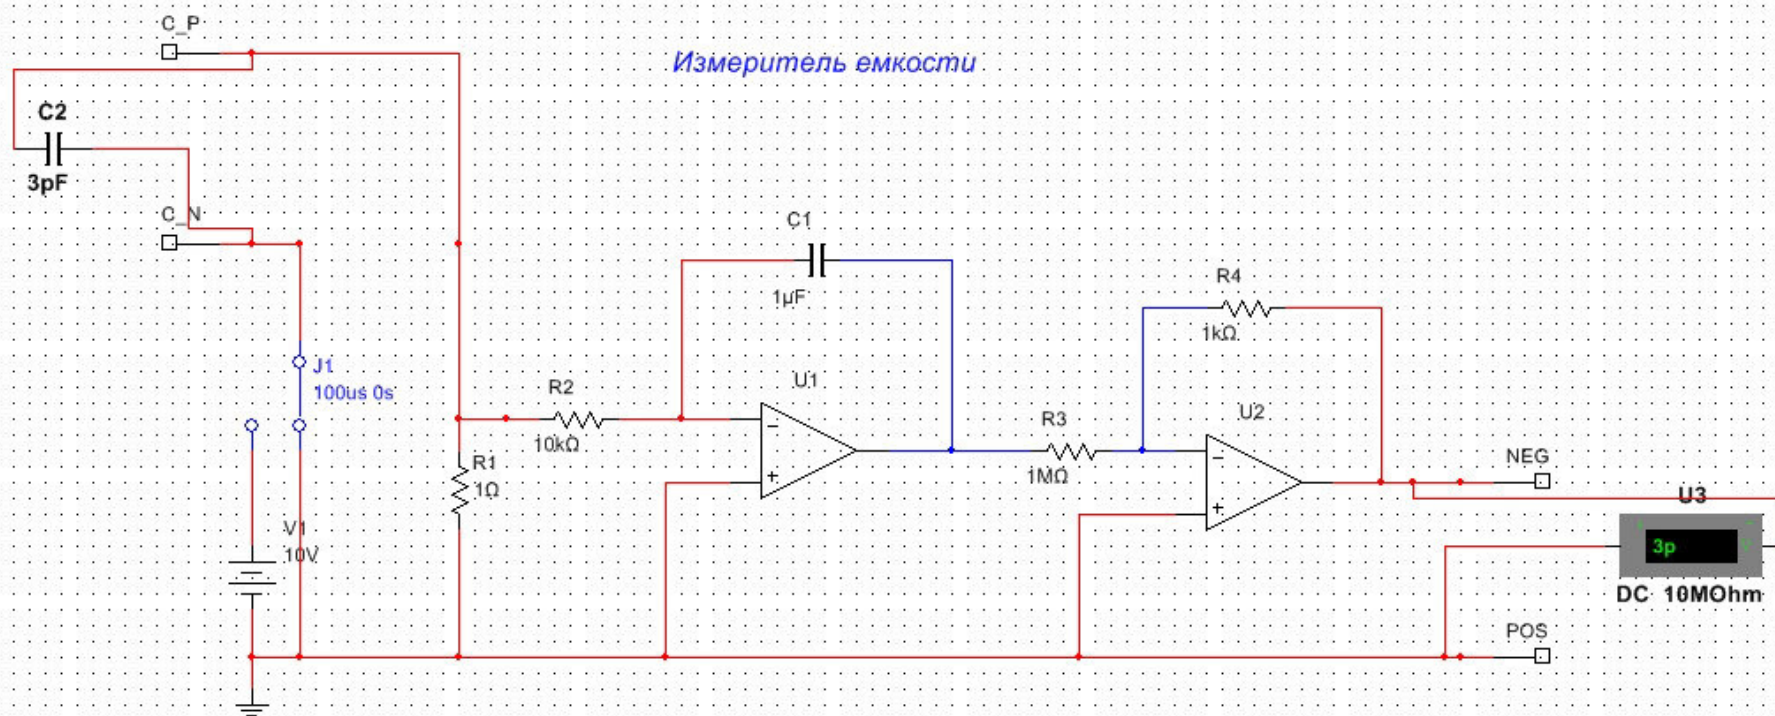 C_P
Измеритель емкости
C2
3pF
C_N
C1
1µF
R4
1kΩ
J1
100us 0s
R2
10kΩ
U1
R3
1MΩ
U2
R1
1Ω
NEG
U3
V1
10V
3p
V
DC 10MOhm
POS